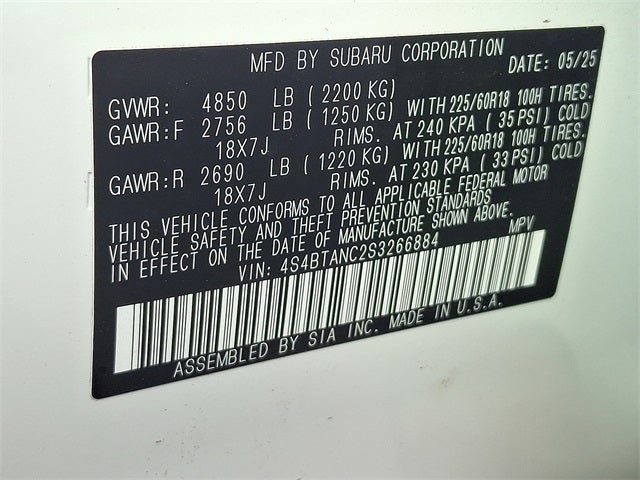 MFD BY SUBARU CORPORATION DATE: 05/25
GVWR: 4850 LB ( 2200 KG)
GAWR:F 2756 LB ( 1250 KG) WITH 225/60R18 100H TIRES.
18X7J RIMS. AT 240 KPA ( 35 PSI) COLD
GAWR:R 2690 LB ( 1220 KG) WITH 225/60R18 100H TIRES.
18X7J RIMS. AT 230 KPA ( 33 PSI) COLD
THIS VEHICLE CONFORMS TO ALL APPLICABLE FEDERAL MOTOR
VEHICLE SAFETY AND THEFT PREVENTION STANDARDS
IN EFFECT ON THE DATE OF MANUFACTURE SHOWN ABOVE.
VIN: 4S4BTANC2S3266884 MPV
ASSEMBLED BY SIA INC. MADE IN U.S.A.